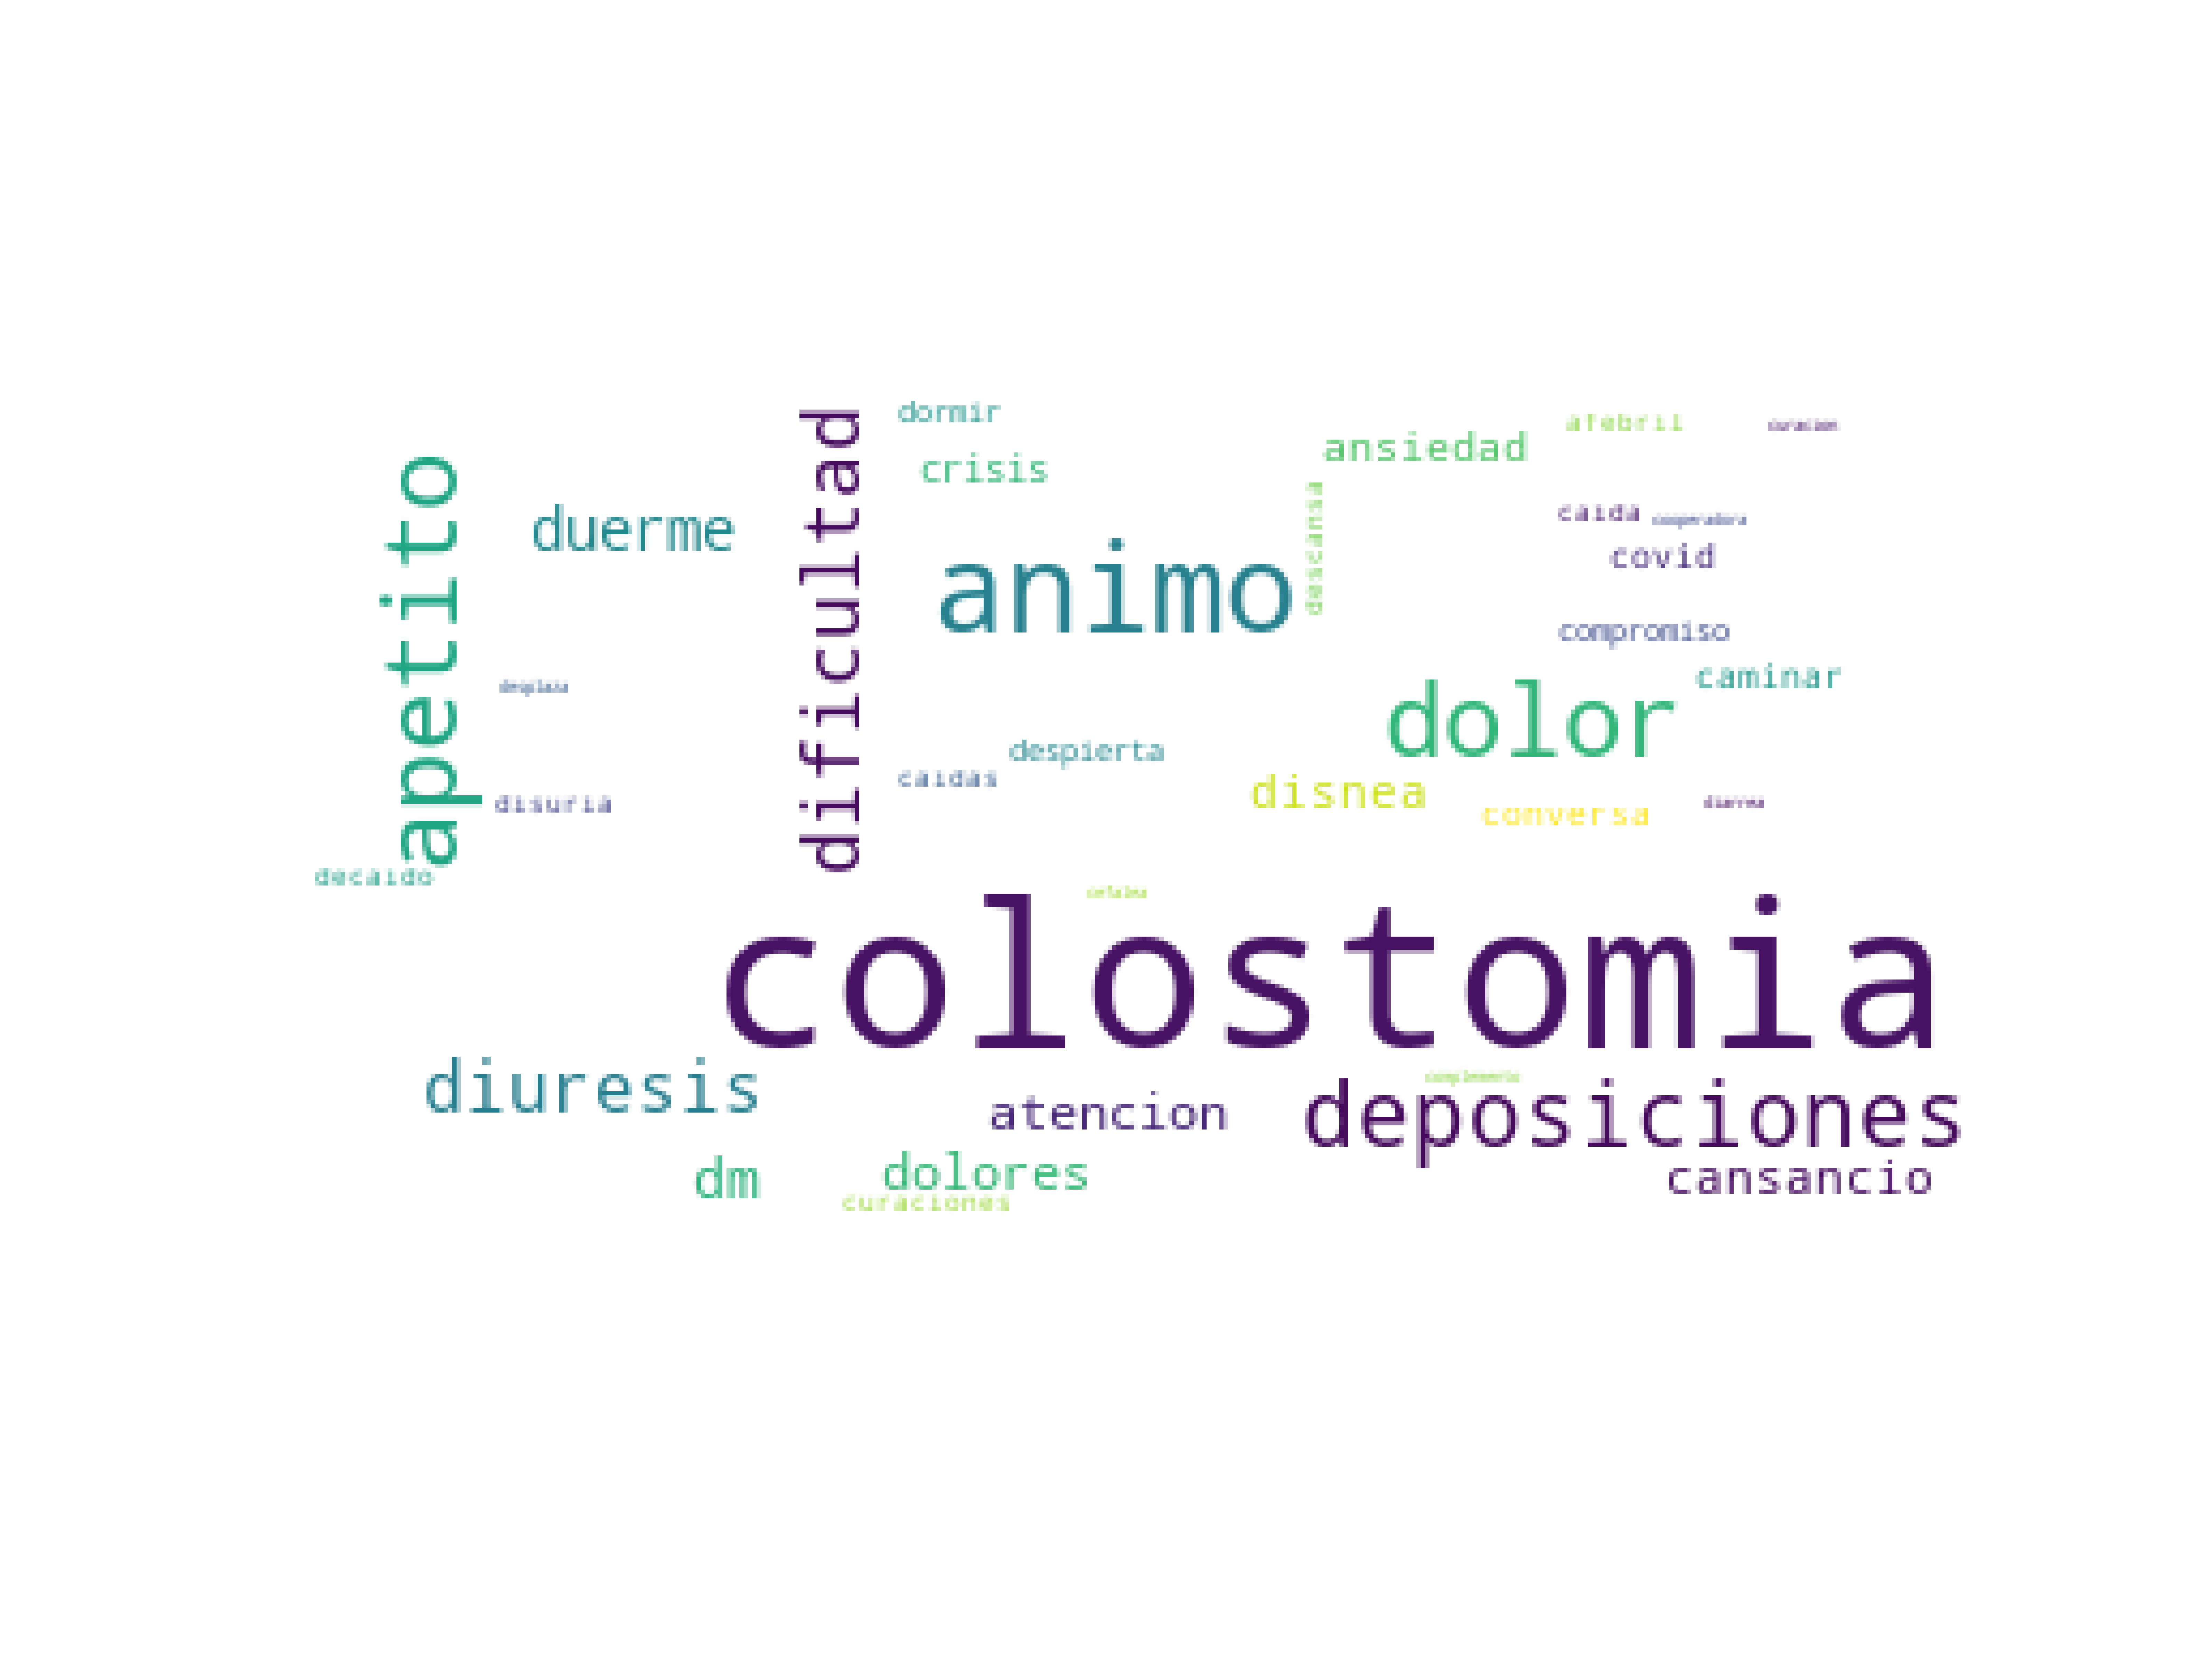 dormir
afebril
curacion
ansiedad
crisis
apetito
dificultad
duerme
descansa
caida
cooperadora
covid
animo
compromiso
caminar
desplaza
dolor
despierta
caidas
disnea
disuria
conversa
diarrea
decaido
cefalea
colostomia
diuresis
complemento
atencion
deposiciones
dm
dolores
cansancio
curaciones